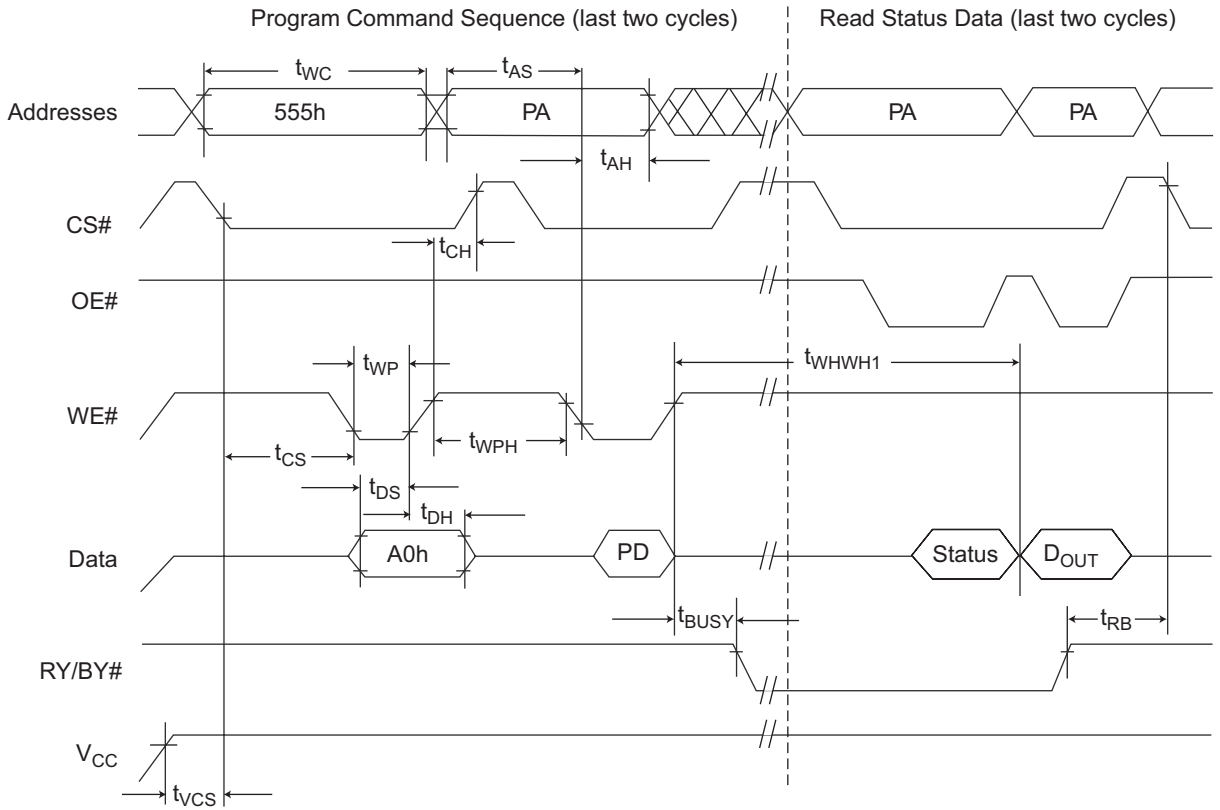 Program Command Sequence (last two cycles)
Read Status Data (last two cycles)
tWC
tAS
Addresses
555h
PA
PA
PA
tAH
CS#
tCH
OE#
tWP
tWHWH1
WE#
tCS
tWPH
tDS
tDH
Data
A0h
PD
Status
DOUT
tBUSY
tRB
RY/BY#
VCC
tVCS